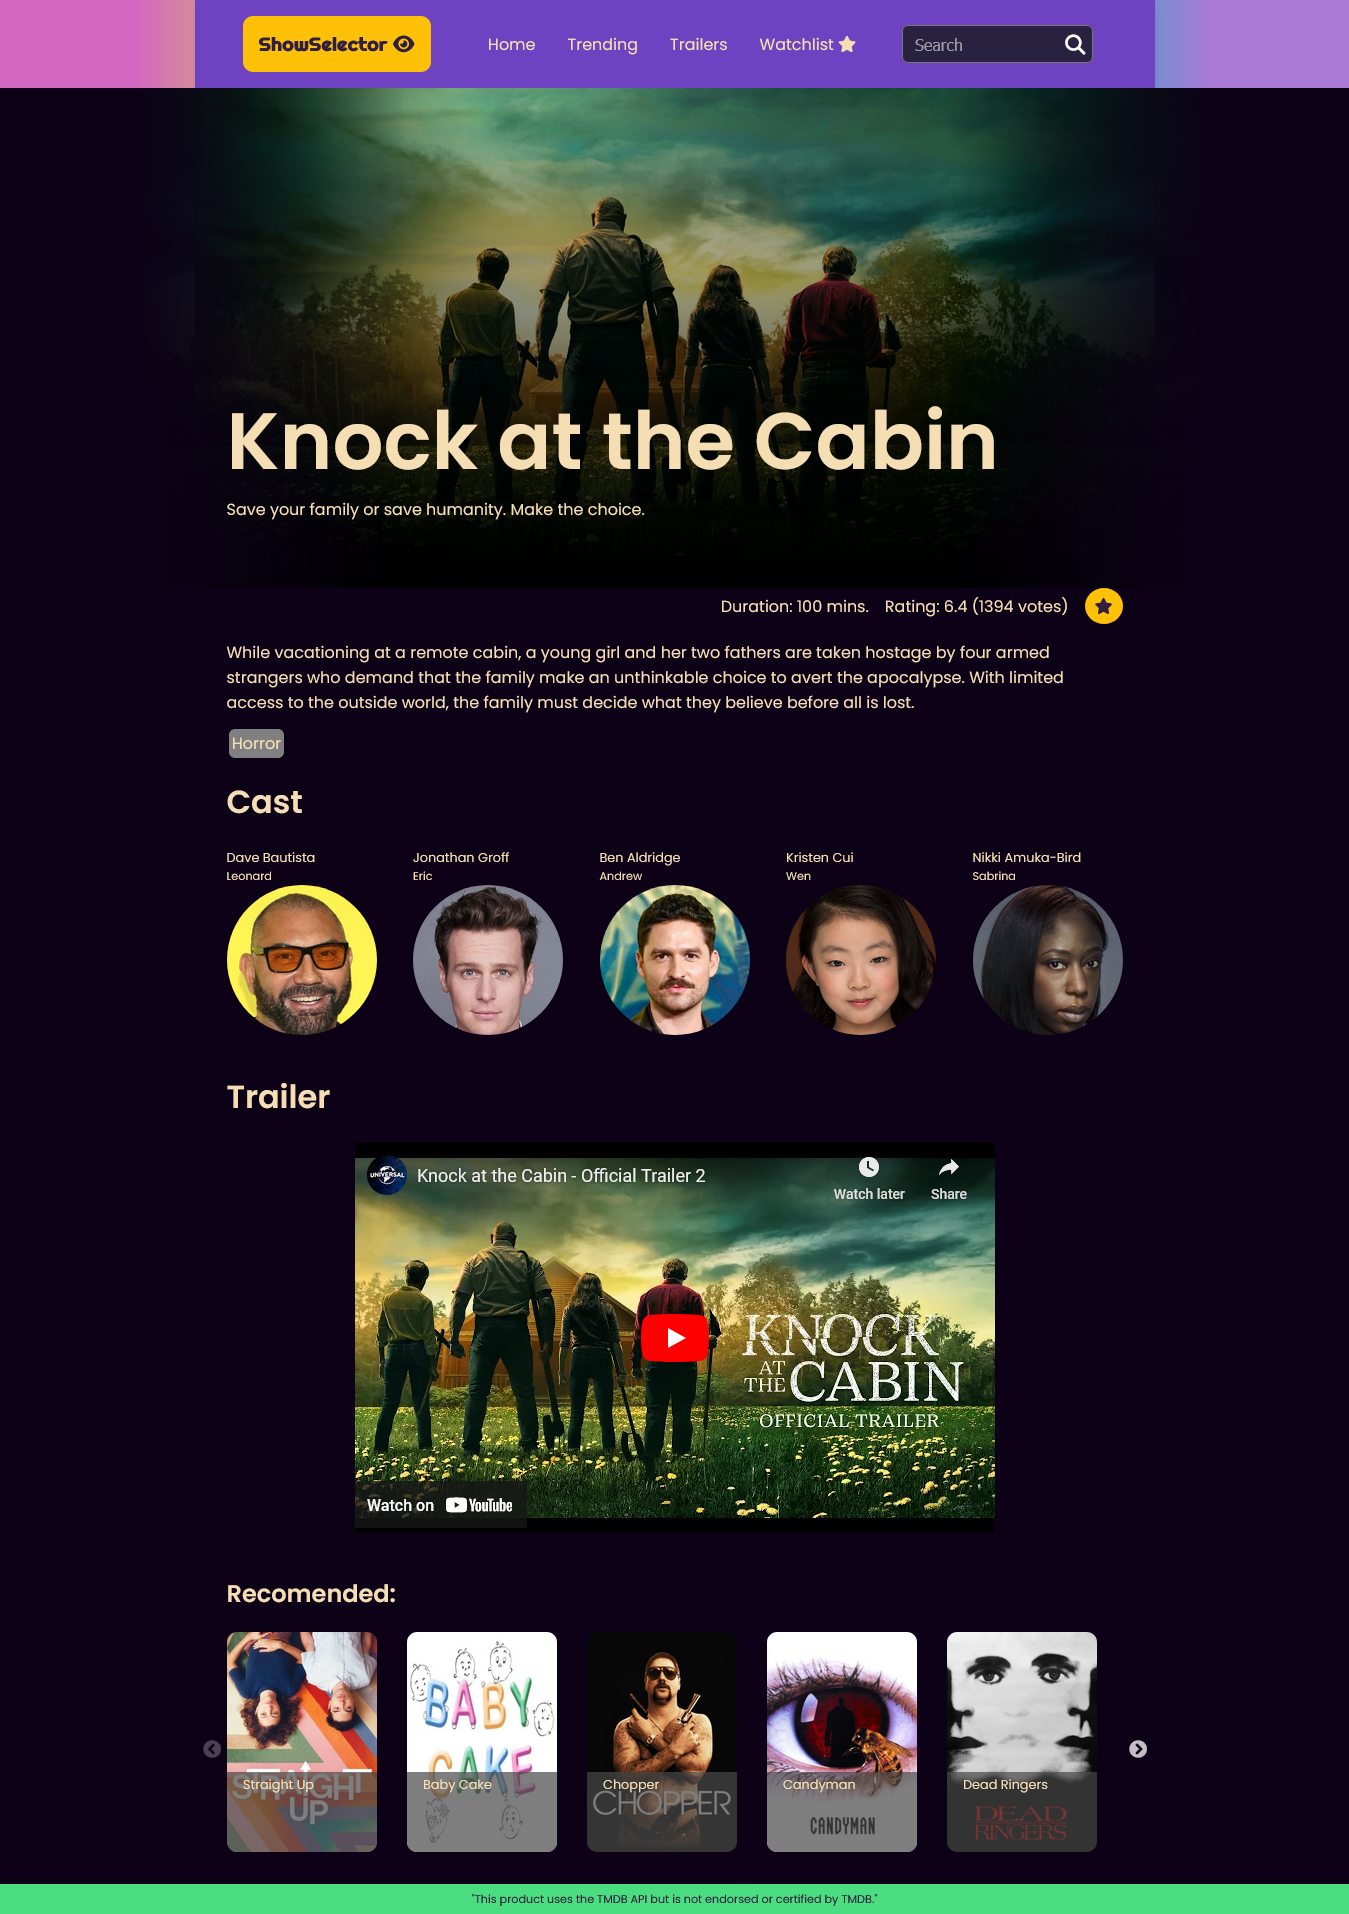 ShowSelector
Home
Trending
Trailers
Watchlist
Search
Knock at the Cabin
Save your family or save humanity. Make the choice.
Duration: 100 mins.
Rating: 6.4 (1394 votes)
While vacationing at a remote cabin, a young girl and her two fathers are taken hostage by four armed
strangers who demand that the family make an unthinkable choice to avert the apocalypse. With limited
access to the outside world, the family must decide what they believe before all is lost.
Horror
Cast
Dave Bautista
Leonard
Jonathan Groff
Eric
Ben Aldridge
Andrew
Kristen Cui
Wen
Nikki Amuka-Bird
Sabrina
Trailer
UNIVERSAL
Knock at the Cabin - Official Trailer 2
Watch later
Share
KNOCK
AT
THE CABIN
OFFICIAL TRAILER
Watch on YouTube
Recomended:
STRAIGHT
UP
Straight Up
BABY
CAKE
Baby Cake
Chopper
CHOPPER
Candyman
CANDYMAN
Dead Ringers
DEAD
RINGERS
"This product uses the TMDB API but is not endorsed or certified by TMDB."